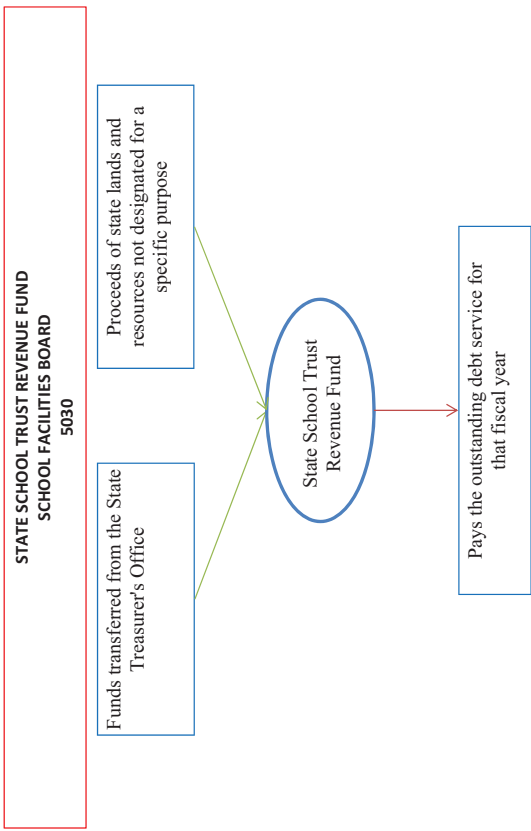 STATE SCHOOL TRUST REVENUE FUND
SCHOOL FACILITIES BOARD
5030
Funds transferred from the State
Treasurer's Office
Proceeds of state lands and
resources not designated for a
specific purpose
State School Trust
Revenue Fund
Pays the outstanding debt service for
that fiscal year